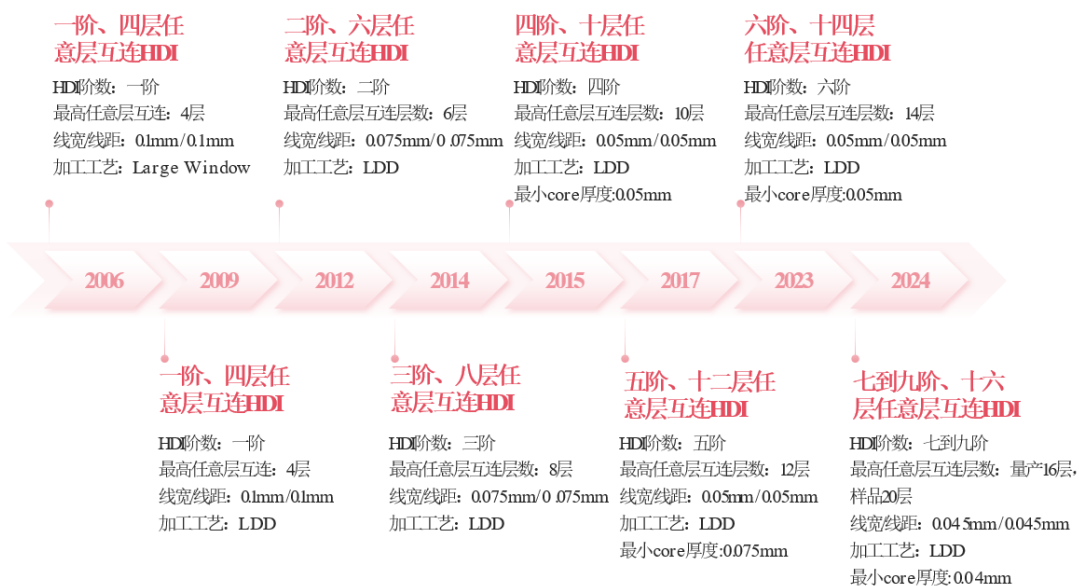 一阶、四层任
意层互连HDI
HDI阶数：一阶
最高任意层互连：4层
线宽/线距：0.1mm/0.1mm
加工工艺：Large Window
二阶、六层任
意层互连HDI
HDI阶数：二阶
最高任意层互连层数：6层
线宽/线距：0.075mm/0.075mm
加工工艺：LDD
四阶、十层任
意层互连HDI
HDI阶数：四阶
最高任意层互连层数：10层
线宽/线距：0.05mm/0.05mm
加工工艺：LDD
最小core厚度:0.05mm
六阶、十四层
任意层互连HDI
HDI阶数：六阶
最高任意层互连层数：14层
线宽/线距：0.05mm/0.05mm
加工工艺：LDD
最小core厚度:0.05mm
2006 2009 2012 2014 2015 2017 2023 2024
一阶、四层任
意层互连HDI
HDI阶数：一阶
最高任意层互连：4层
线宽/线距：0.1mm/0.1mm
加工工艺：LDD
三阶、八层任
意层互连HDI
HDI阶数：三阶
最高任意层互连层数：8层
线宽/线距：0.075mm/0.075mm
加工工艺：LDD
五阶、十二层任
意层互连HDI
HDI阶数：五阶
最高任意层互连层数：12层
线宽/线距：0.05mm/0.05mm
加工工艺：LDD
最小core厚度:0.075mm
七到九阶、十六
层任意层互连HDI
HDI阶数：七到九阶
最高任意层互连层数：量产16层，
样品20层
线宽/线距：0.045mm/0.045mm
加工工艺：LDD
最小core厚度:0.04mm